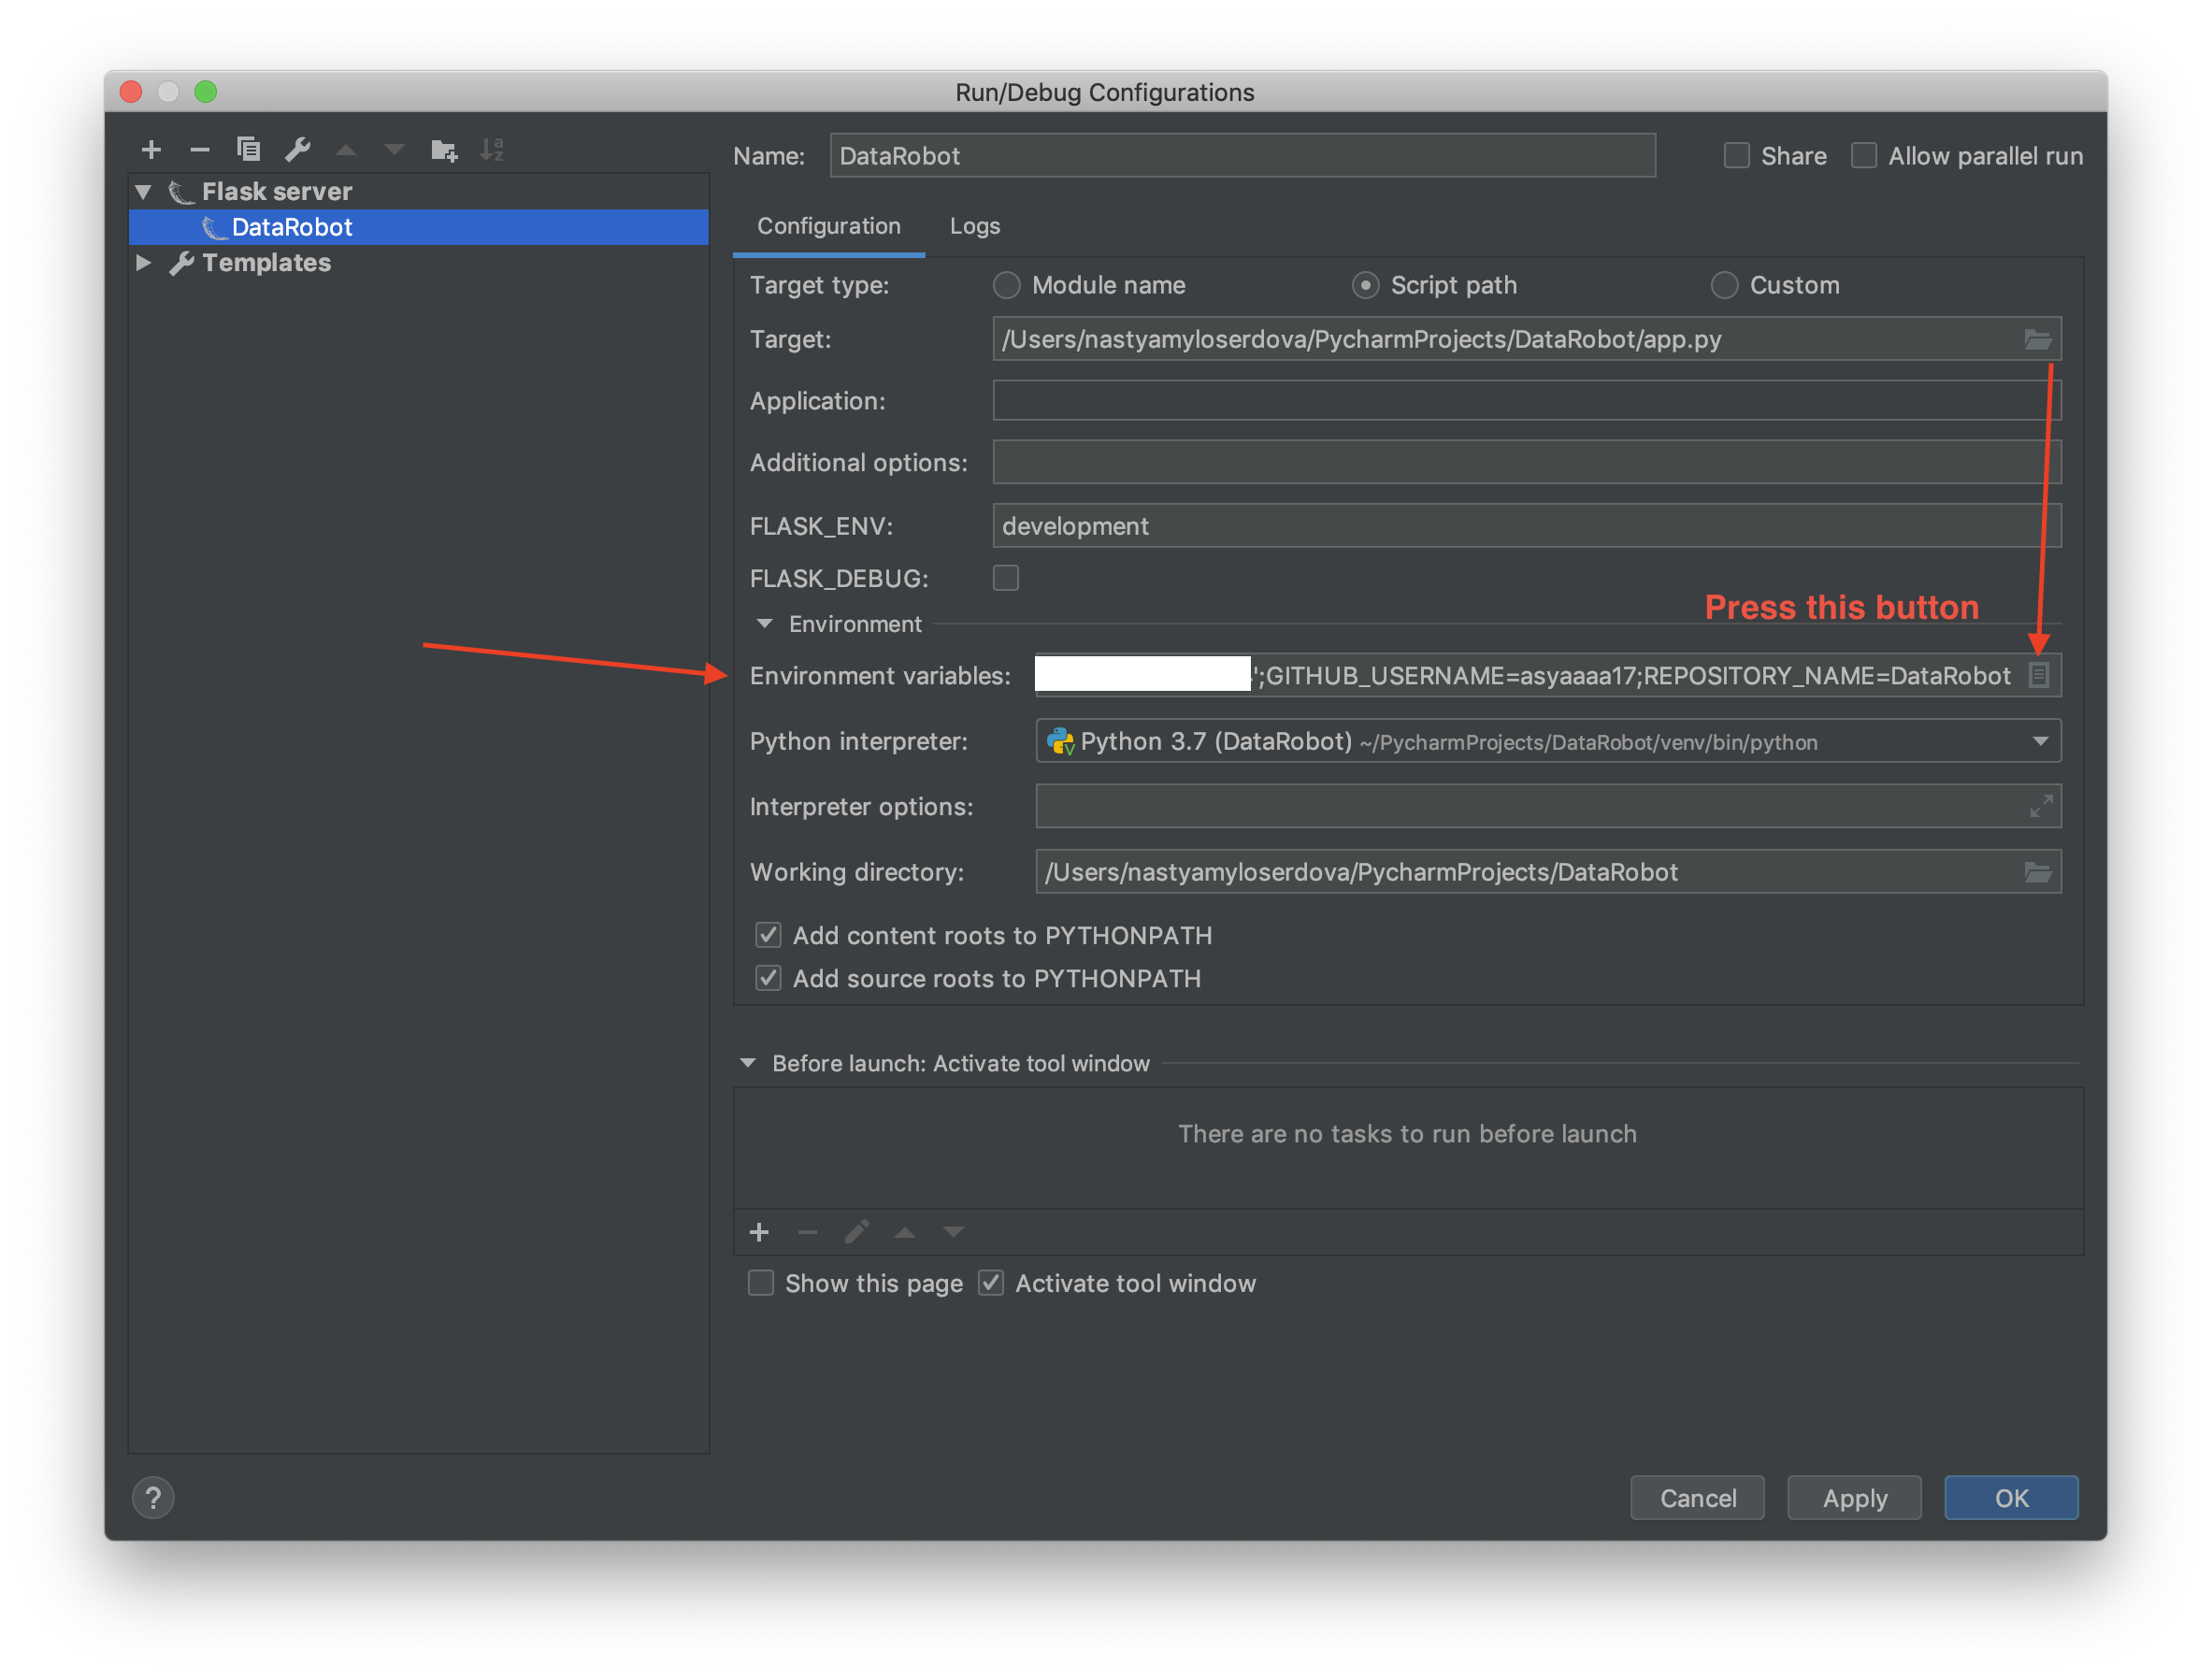 Run/Debug Configurations
Name: DataRobot Share Allow parallel run
Flask server
DataRobot
Templates
Configuration Logs
Target type: Module name Script path Custom
Target: /Users/nastyamyloserdova/PycharmProjects/DataRobot/app.py
Application:
Additional options:
FLASK_ENV: development
FLASK_DEBUG:
Press this button
Environment
Environment variables: ';GITHUB_USERNAME=asyaaaa17;REPOSITORY_NAME=DataRobot
Python interpreter: Python 3.7 (DataRobot) ~/PycharmProjects/DataRobot/venv/bin/python
Interpreter options:
Working directory: /Users/nastyamyloserdova/PycharmProjects/DataRobot
Add content roots to PYTHONPATH
Add source roots to PYTHONPATH
Before launch: Activate tool window
There are no tasks to run before launch
Show this page Activate tool window
? Cancel Apply OK